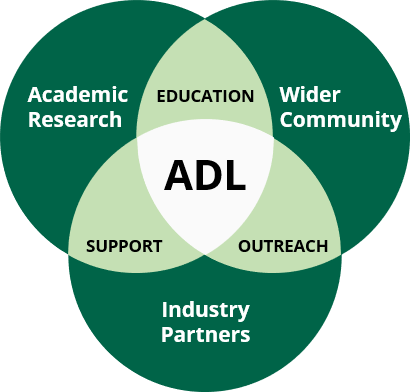 EDUCATION
Academic
Research
Wider
Community
ADL
SUPPORT
OUTREACH
Industry
Partners